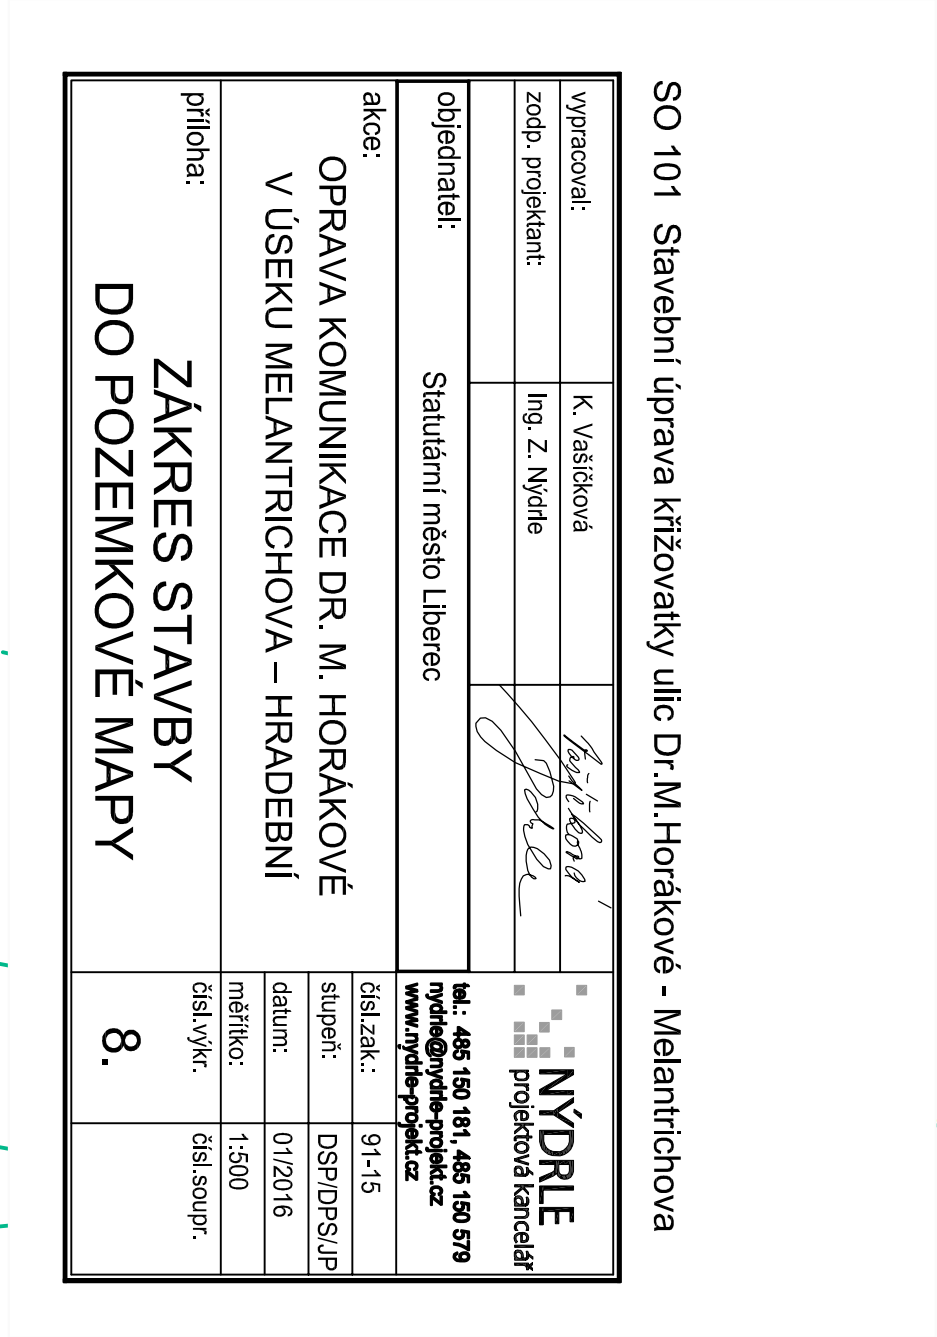 SO 101 Stavební úprava křižovatky ulic Dr.M.Horákové - Melantrichova
vypracoval:
K. Vašíčková
Vašíčková
zodp. projektant:
Ing. Z. Nýdrle
NÝDRLE
projektová kancelář
tel.: 485 150 181, 485 150 579
nydrle@nydrle-projekt.cz
www.nydrle-projekt.cz
objednatel:
Statutární město Liberec
akce:
OPRAVA KOMUNIKACE DR. M. HORÁKOVÉ
V ÚSEKU MELANTRICHOVA – HRADEBNÍ
čísl.zak.:
91-15
stupeň:
DSP/DPS/JP
datum:
01/2016
měřítko:
1:500
příloha:
ZÁKRES STAVBY
DO POZEMKOVÉ MAPY
čísl.výkr.
8.
čísl.soupr.